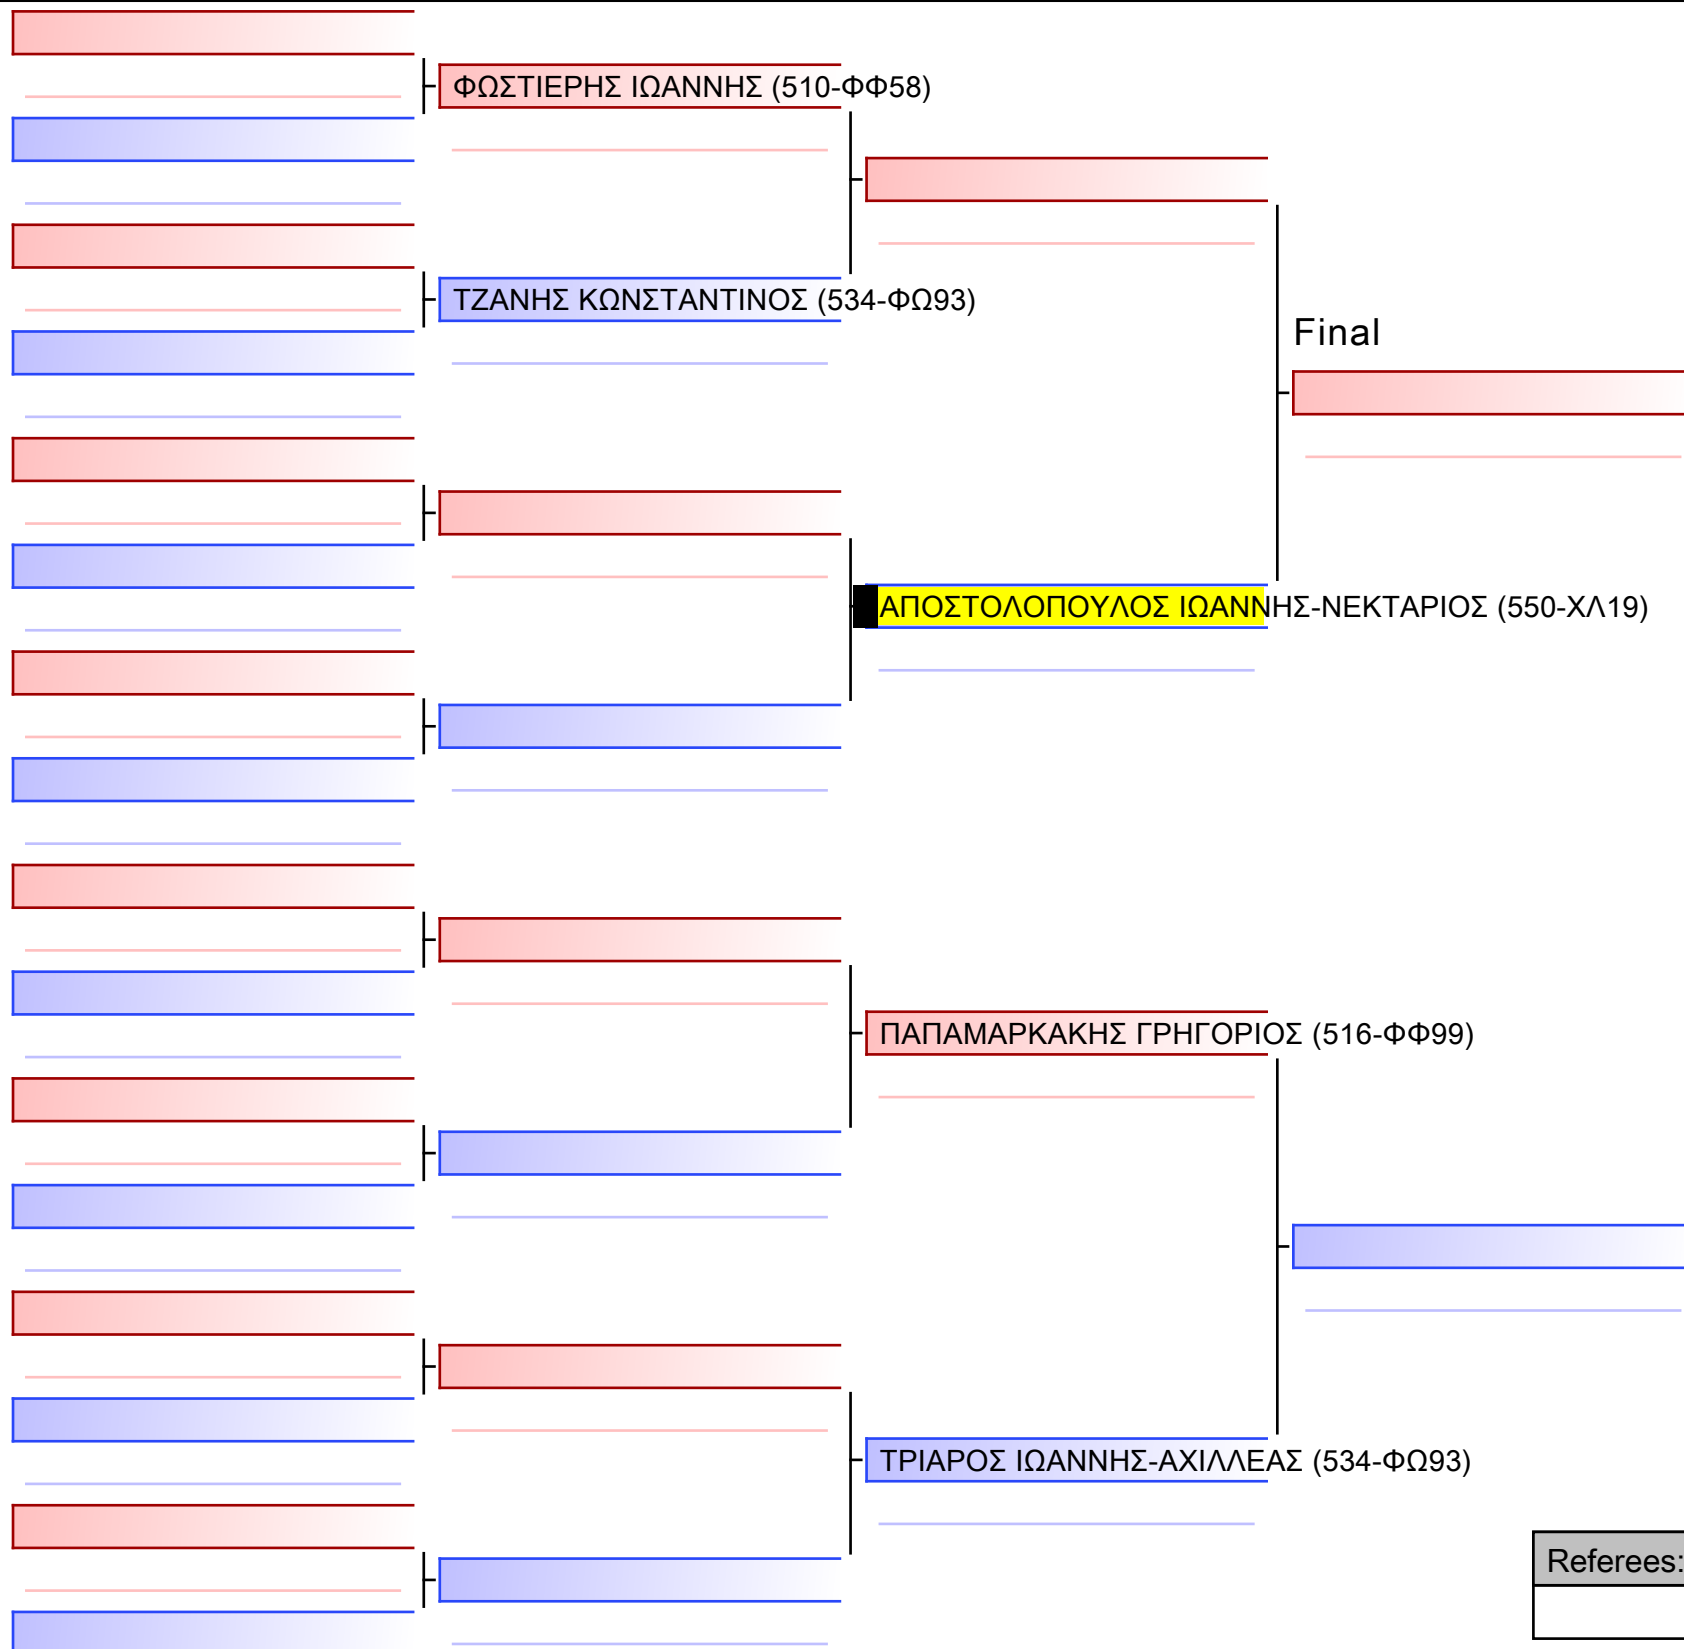 ΦΩΣΤΙΕΡΗΣ ΙΩΑΝΝΗΣ (510-ΦΦ58)
ΤΖΑΝΗΣ ΚΩΝΣΤΑΝΤΙΝΟΣ (534-ΦΩ93)
Final
ΑΠΟΣΤΟΛΟΠΟΥΛΟΣ ΙΩΑΝΝΗΣ-ΝΕΚΤΑΡΙΟΣ (550-ΧΛ19)
ΠΑΠΑΜΑΡΚΑΚΗΣ ΓΡΗΓΟΡΙΟΣ (516-ΦΦ99)
ΤΡΙΑΡΟΣ ΙΩΑΝΝΗΣ-ΑΧΙΛΛΕΑΣ (534-ΦΩ93)
Referees: